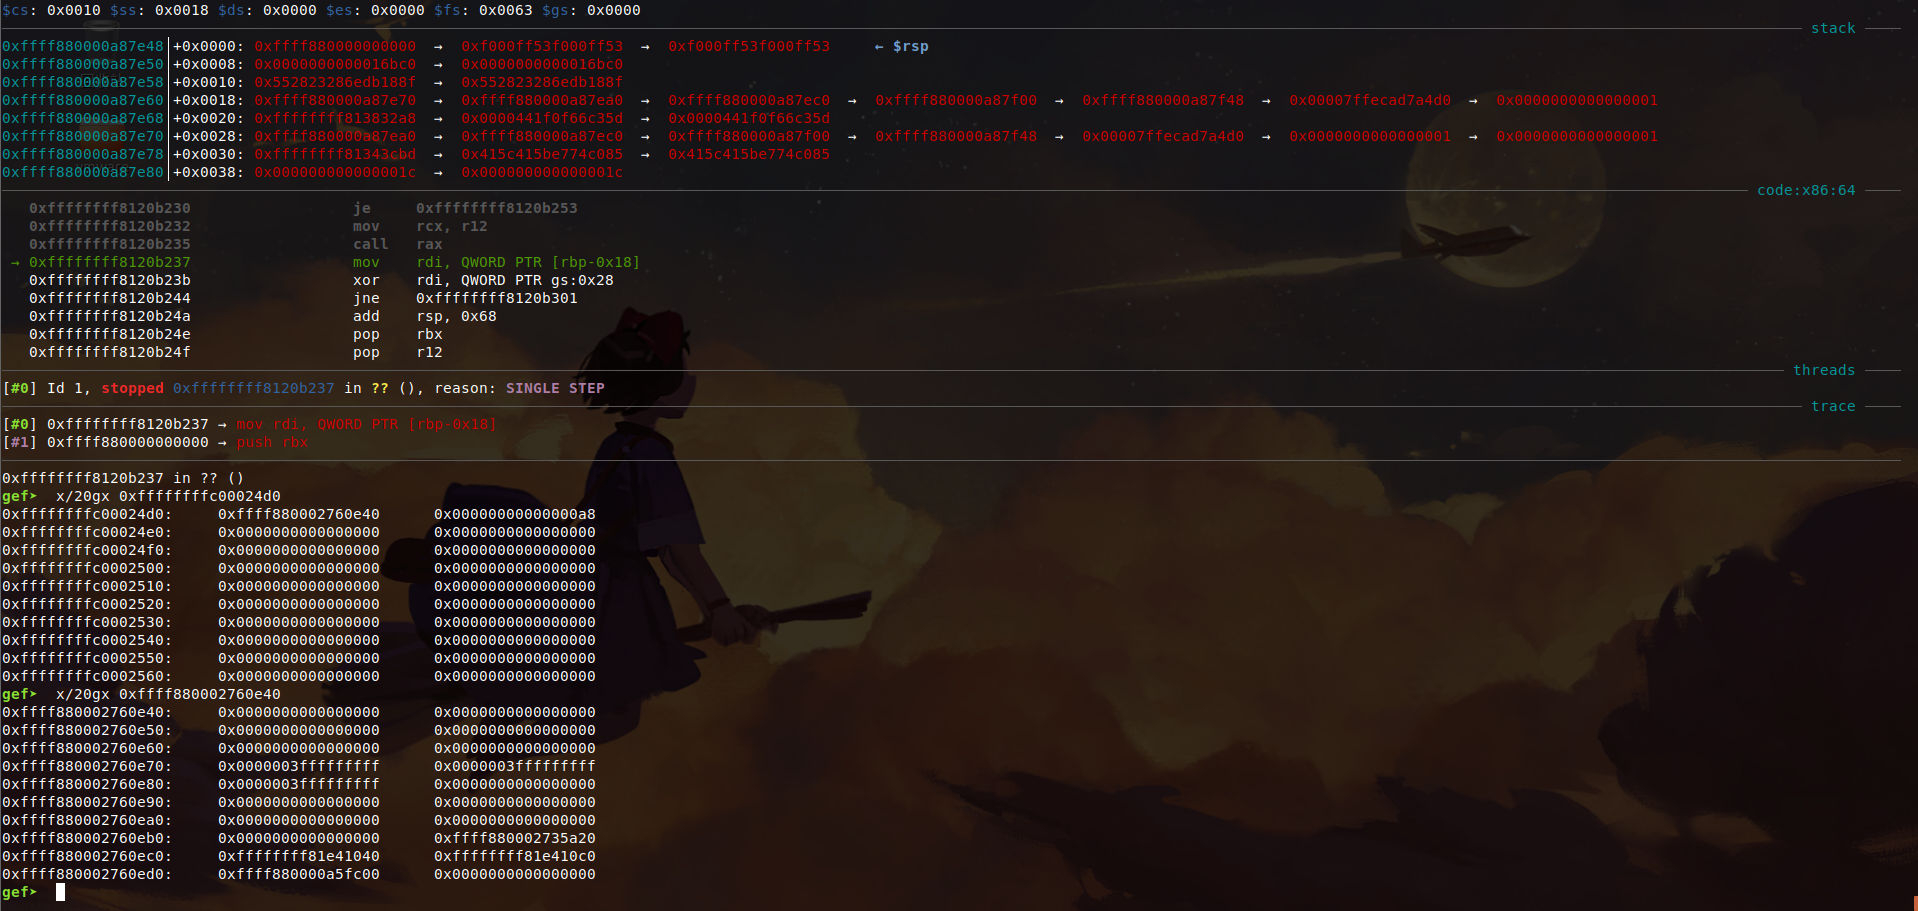 $cs: 0x0010 $ss: 0x0018 $ds: 0x0000 $es: 0x0000 $fs: 0x0063 $gs: 0x0000
stack
0xffff880000a87e48│+0x0000: 0xffff880000000000 → 0xf000ff53f000ff53 → 0xf000ff53f000ff53 ← $rsp
0xffff880000a87e50│+0x0008: 0x0000000000016bc0 → 0x0000000000016bc0
0xffff880000a87e58│+0x0010: 0x552823286edb188f → 0x552823286edb188f
0xffff880000a87e60│+0x0018: 0xffff880000a87e70 → 0xffff880000a87ea0 → 0xffff880000a87ec0 → 0xffff880000a87f00 → 0xffff880000a87f48 → 0x00007ffecad7a4d0 → 0x0000000000000001
0xffff880000a87e68│+0x0020: 0xffffffff813832a8 → 0x0000441f0f66c35d → 0x0000441f0f66c35d
0xffff880000a87e70│+0x0028: 0xffff880000a87ea0 → 0xffff880000a87ec0 → 0xffff880000a87f00 → 0xffff880000a87f48 → 0x00007ffecad7a4d0 → 0x0000000000000001 → 0x0000000000000001
0xffff880000a87e78│+0x0030: 0xffffffff81343cbd → 0x415c415be774c085 → 0x415c415be774c085
0xffff880000a87e80│+0x0038: 0x000000000000001c → 0x000000000000001c
code:x86:64
0xffffffff8120b230 je 0xffffffff8120b253
0xffffffff8120b232 mov rcx, r12
0xffffffff8120b235 call rax
→ 0xffffffff8120b237 mov rdi, QWORD PTR [rbp-0x18]
0xffffffff8120b23b xor rdi, QWORD PTR gs:0x28
0xffffffff8120b244 jne 0xffffffff8120b301
0xffffffff8120b24a add rsp, 0x68
0xffffffff8120b24e pop rbx
0xffffffff8120b24f pop r12
threads
[#0] Id 1, stopped 0xffffffff8120b237 in ?? (), reason: SINGLE STEP
trace
[#0] 0xffffffff8120b237 → mov rdi, QWORD PTR [rbp-0x18]
[#1] 0xffff880000000000 → push rbx
0xffffffff8120b237 in ?? ()
gef➤ x/20gx 0xffffffffc00024d0
0xffffffffc00024d0: 0xffff880002760e40 0x00000000000000a8
0xffffffffc00024e0: 0x0000000000000000 0x0000000000000000
0xffffffffc00024f0: 0x0000000000000000 0x0000000000000000
0xffffffffc0002500: 0x0000000000000000 0x0000000000000000
0xffffffffc0002510: 0x0000000000000000 0x0000000000000000
0xffffffffc0002520: 0x0000000000000000 0x0000000000000000
0xffffffffc0002530: 0x0000000000000000 0x0000000000000000
0xffffffffc0002540: 0x0000000000000000 0x0000000000000000
0xffffffffc0002550: 0x0000000000000000 0x0000000000000000
0xffffffffc0002560: 0x0000000000000000 0x0000000000000000
gef➤ x/20gx 0xffff880002760e40
0xffff880002760e40: 0x0000000000000000 0x0000000000000000
0xffff880002760e50: 0x0000000000000000 0x0000000000000000
0xffff880002760e60: 0x0000000000000000 0x0000000000000000
0xffff880002760e70: 0x0000003fffffffff 0x0000003fffffffff
0xffff880002760e80: 0x0000003fffffffff 0x0000000000000000
0xffff880002760e90: 0x0000000000000000 0x0000000000000000
0xffff880002760ea0: 0x0000000000000000 0x0000000000000000
0xffff880002760eb0: 0x0000000000000000 0xffff880002735a20
0xffff880002760ec0: 0xffffffff81e41040 0xffffffff81e410c0
0xffff880002760ed0: 0xffff880000a5fc00 0x0000000000000000
gef➤